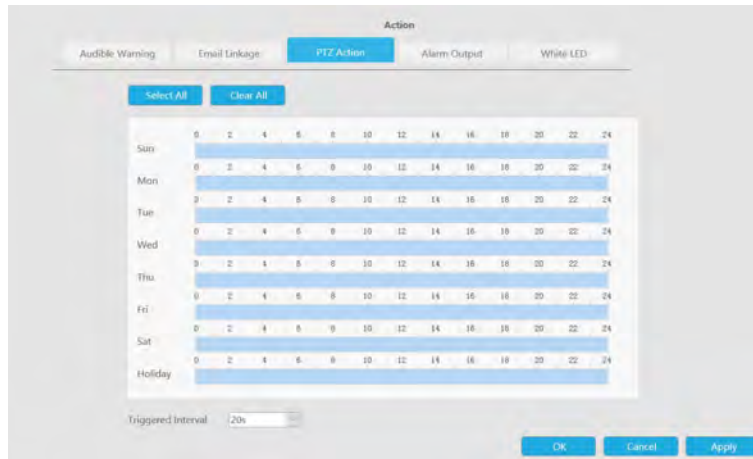 Action
Audible Warning Email Linkage PTZ Action Alarm Output White LED
Select All Clear All
0 2 4 6 8 10 12 14 16 18 20 22 24
Sun
0 2 4 6 8 10 12 14 16 18 20 22 24
Mon
0 2 4 6 8 10 12 14 16 18 20 22 24
Tue
0 2 4 6 8 10 12 14 16 18 20 22 24
Wed
0 2 4 6 8 10 12 14 16 18 20 22 24
Thu
0 2 4 6 8 10 12 14 16 18 20 22 24
Fri
0 2 4 6 8 10 12 14 16 18 20 22 24
Sat
0 2 4 6 8 10 12 14 16 18 20 22 24
Holiday
Triggered Interval 20s
OK Cancel Apply